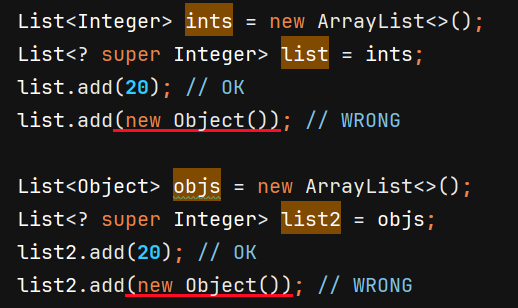 List<Integer> ints = new ArrayList<>();
List<? super Integer> list = ints;
list.add(20); // OK
list.add(new Object()); // WRONG
List<Object> objs = new ArrayList<>();
List<? super Integer> list2 = objs;
list2.add(20); // OK
list2.add(new Object()); // WRONG